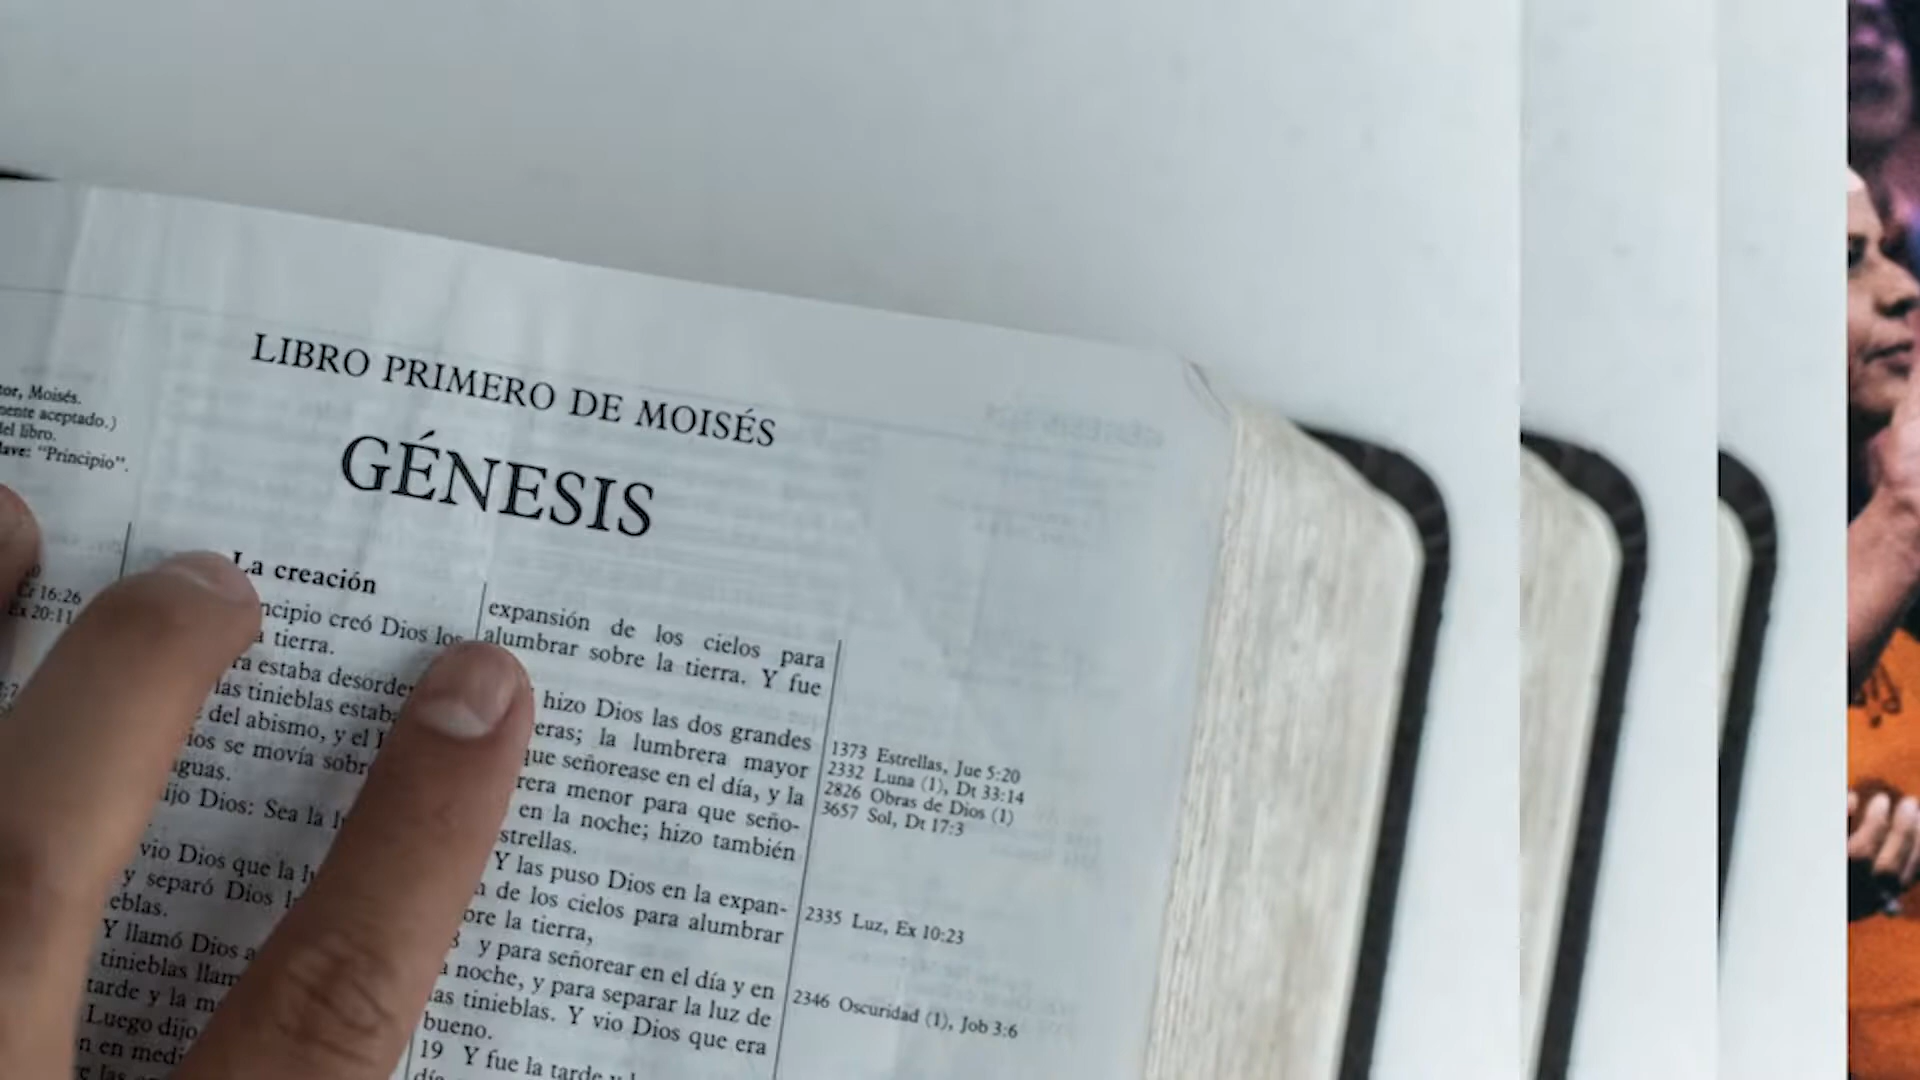 LIBRO PRIMERO DE MOISÉS
GÉNESIS
tor, Moisés.
mente aceptado.)
del libro.
lave: "Principio".
Cr 16:26
Ex 20:11
La creación
ncipio creó Dios los
a tierra.
ra estaba desorde
las tinieblas estab
del abismo, y el
ios se movía sobr
aguas.
ijo Dios: Sea la l
vio Dios que la l
y separó Dios l
eblas.
Y llamó Dios a
tinieblas llam
tarde y la m
Luego dijo
n en medi
expansión de los cielos para
alumbrar sobre la tierra. Y fue
hizo Dios las dos grandes
eras; la lumbrera mayor
que señorease en el día, y la
rera menor para que seño-
en la noche; hizo también
strellas.
Y las puso Dios en la expan-
n de los cielos para alumbrar
bre la tierra,
8 y para señorear en el día y en
a noche, y para separar la luz de
las tinieblas. Y vio Dios que era
bueno.
19 Y fue la tarde y l
1373 Estrellas, Jue 5:20
2332 Luna (1), Dt 33:14
2826 Obras de Dios (1)
3657 Sol, Dt 17:3
2335 Luz, Ex 10:23
2346 Oscuridad (1), Job 3:6